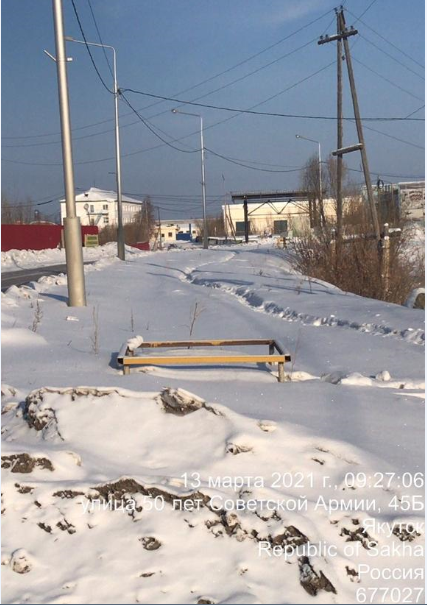 13 марта 2021 г., 09:27:06
улица 50 лет Советской Армии, 45Б
Якутск
Republic of Sakha
Россия
677027